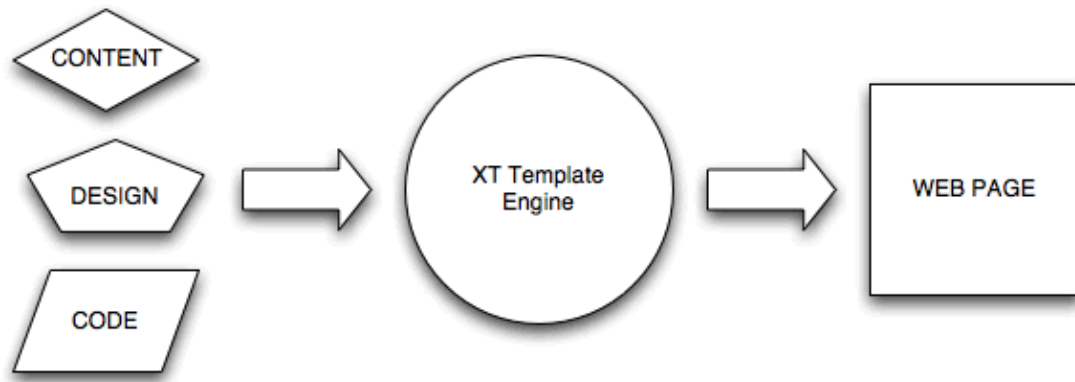 CONTENT
DESIGN
CODE
XT Template
Engine
WEB PAGE